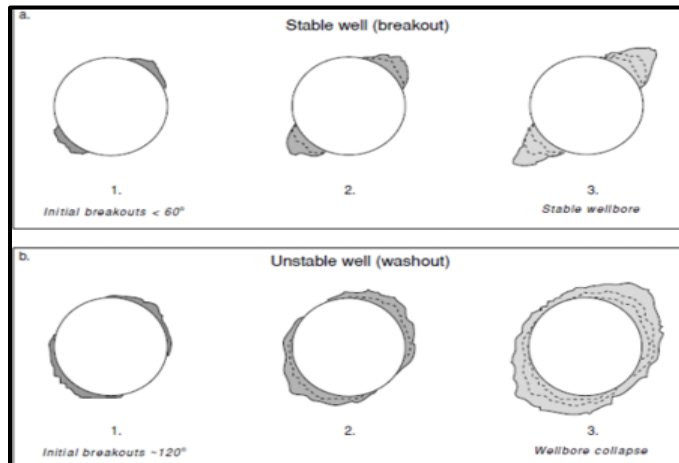 a.
Stable well (breakout)
1.
2.
3.
Initial breakouts < 60°
Stable wellbore
b.
Unstable well (washout)
1.
2.
3.
Initial breakouts ~120°
Wellbore collapse